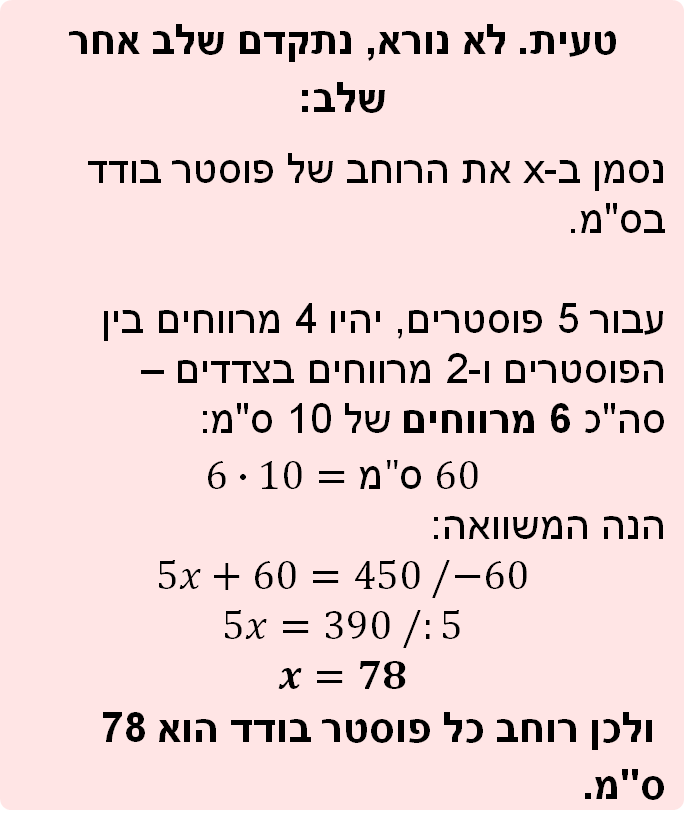 טעית. לא נורא, נתקדם שלב אחר
שלב:
נסמן ב-x את הרוחב של פוסטר בודד
בס"מ.
עבור 5 פוסטרים, יהיו 4 מרווחים בין
הפוסטרים ו-2 מרווחים בצדדים –
סה"כ 6 מרווחים של 10 ס"מ:
6 · 10 = 60 ס"מ
הנה המשוואה:
5x + 60 = 450 /−60
5x = 390 /: 5
x = 78
ולכן רוחב כל פוסטר בודד הוא 78
ס"מ.